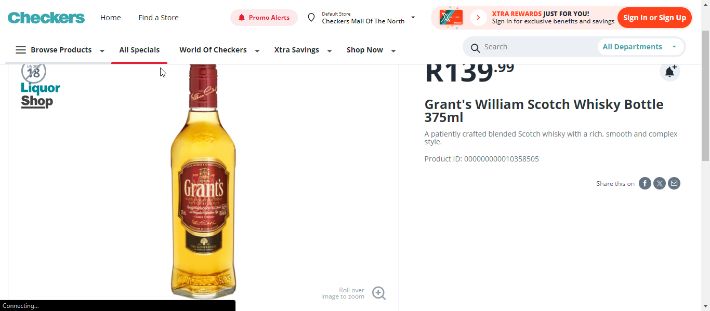 Checkers
Home
Find a Store
Promo Alerts
Default Store
Checkers Mall Of The North
XTRA REWARDS JUST FOR YOU!
Sign in for exclusive benefits and savings
Sign In or Sign Up
Browse Products
All Specials
World Of Checkers
Xtra Savings
Shop Now
Search
All Departments
18
Liquor
Shop
R139.99
Grant's William Scotch Whisky Bottle
375ml
A patiently crafted blended Scotch whisky with a rich, smooth and complex
style.
Product ID: 000000000010358505
Share this on
Grant's
Roll over
image to zoom
Connecting...